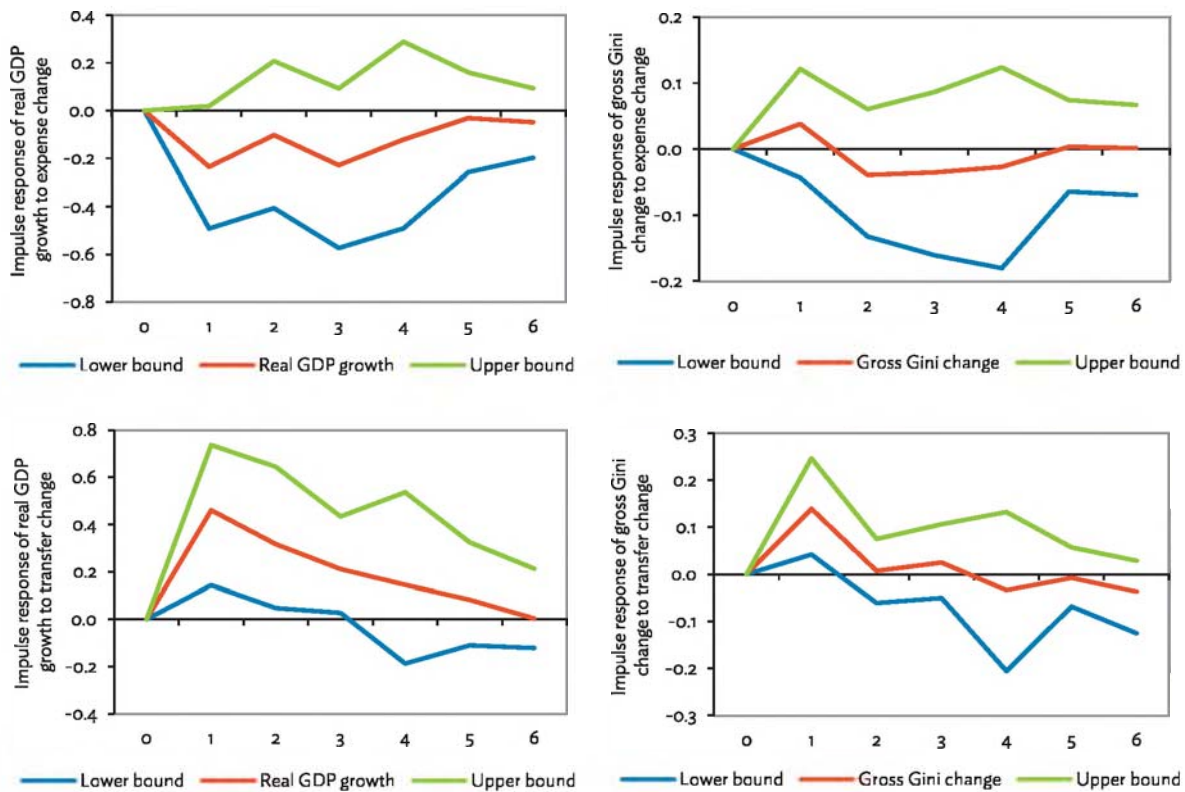 Impulse response of real GDP
growth to expense change
0.4
0.2
0.0
-0.2
-0.4
-0.6
-0.8
0 1 2 3 4 5 6
Lower bound Real GDP growth Upper bound
Impulse response of gross Gini
change to expense change
0.2
0.1
0.0
-0.1
-0.2
0 1 2 3 4 5 6
Lower bound Gross Gini change Upper bound
Impulse response of real GDP
growth to transfer change
0.8
0.6
0.4
0.2
0.0
-0.2
-0.4
0 1 2 3 4 5 6
Lower bound Real GDP growth Upper bound
Impulse response of gross Gini
change to transfer change
0.3
0.2
0.1
0.0
-0.1
-0.2
-0.3
0 1 2 3 4 5 6
Lower bound Gross Gini change Upper bound